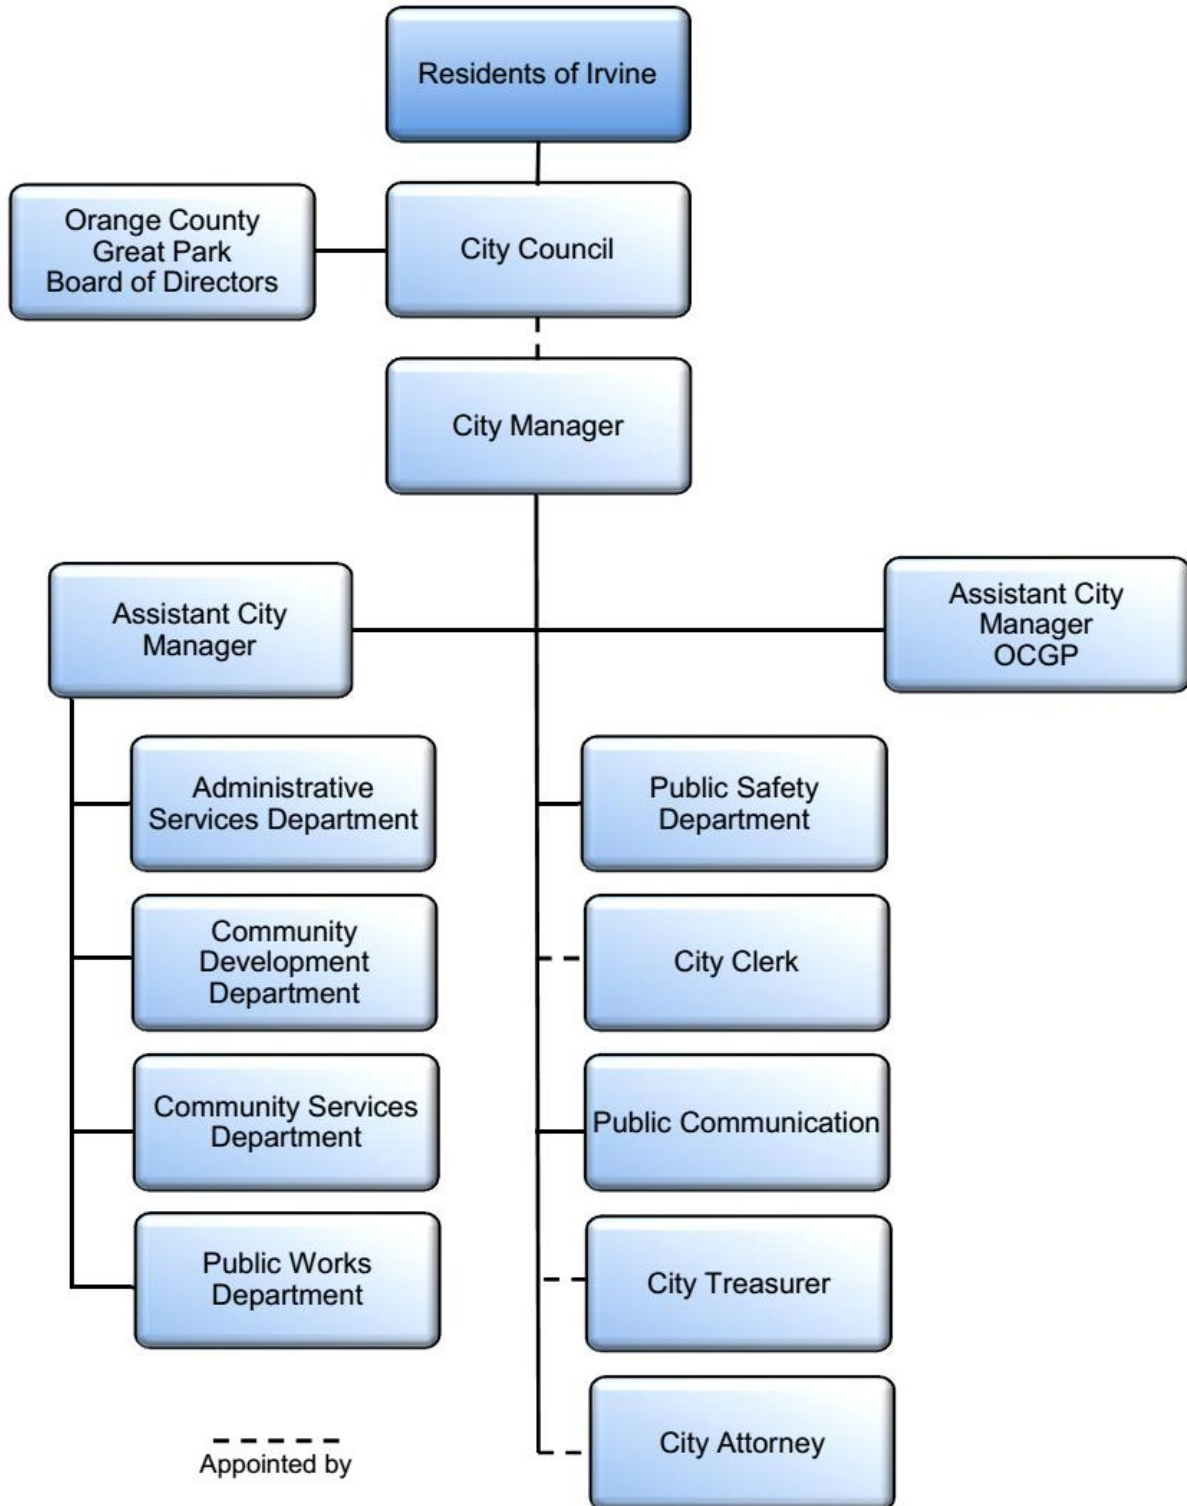 Residents of Irvine
Orange County
Great Park
Board of Directors
City Council
City Manager
Assistant City
Manager
Assistant City
Manager
OCGP
Administrative
Services Department
Community
Development
Department
Community Services
Department
Public Works
Department
Public Safety
Department
City Clerk
Public Communication
City Treasurer
City Attorney
Appointed by